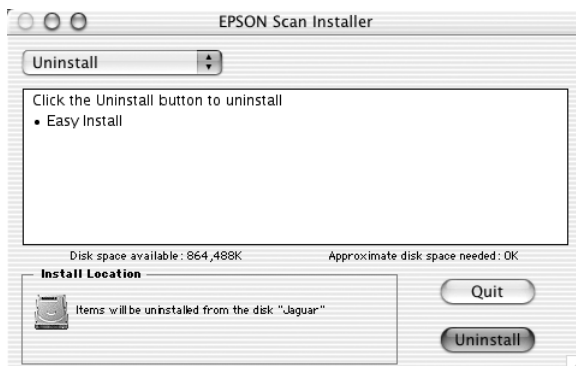 EPSON Scan Installer
Uninstall
Click the Uninstall button to uninstall
• Easy Install
Disk space available: 864,488K
Approximate disk space needed: 0K
Install Location
Items will be uninstalled from the disk "Jaguar"
Quit
Uninstall